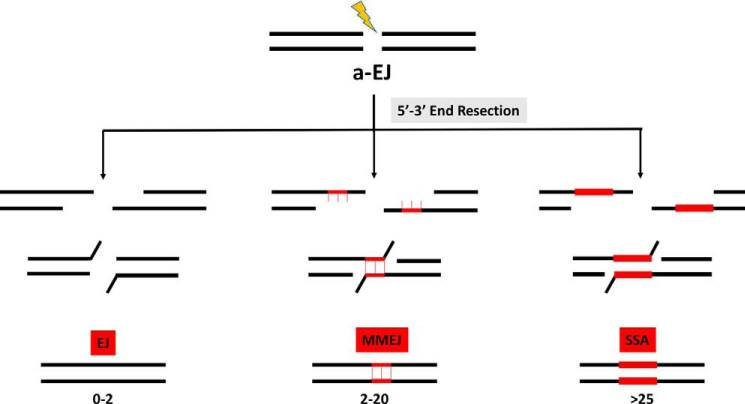 a-EJ
5’-3’ End Resection
EJ
MMEJ
SSA
0-2
2-20
>25